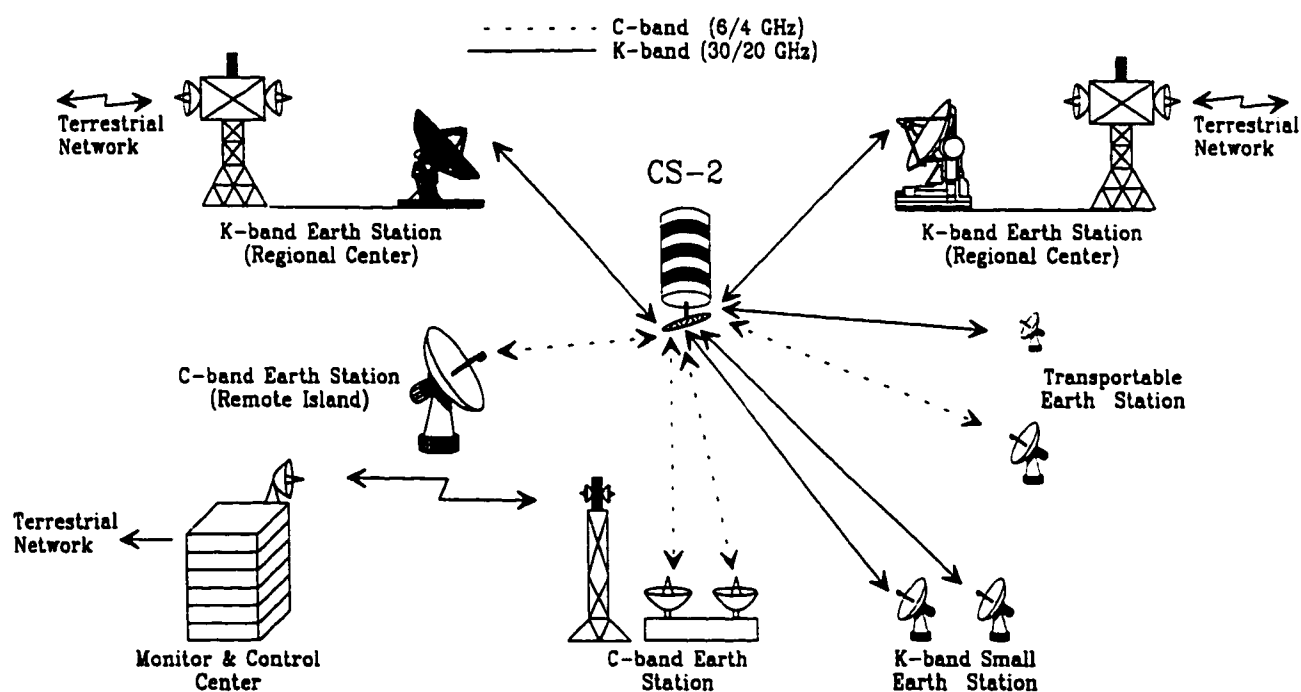 C-band (6/4 GHz)
K-band (30/20 GHz)
Terrestrial
Network
Terrestrial
Network
CS-2
K-band Earth Station
(Regional Center)
K-band Earth Station
(Regional Center)
C-band Earth Station
(Remote Island)
Transportable
Earth Station
Terrestrial
Network
Monitor & Control
Center
C-band Earth
Station
K-band Small
Earth Station